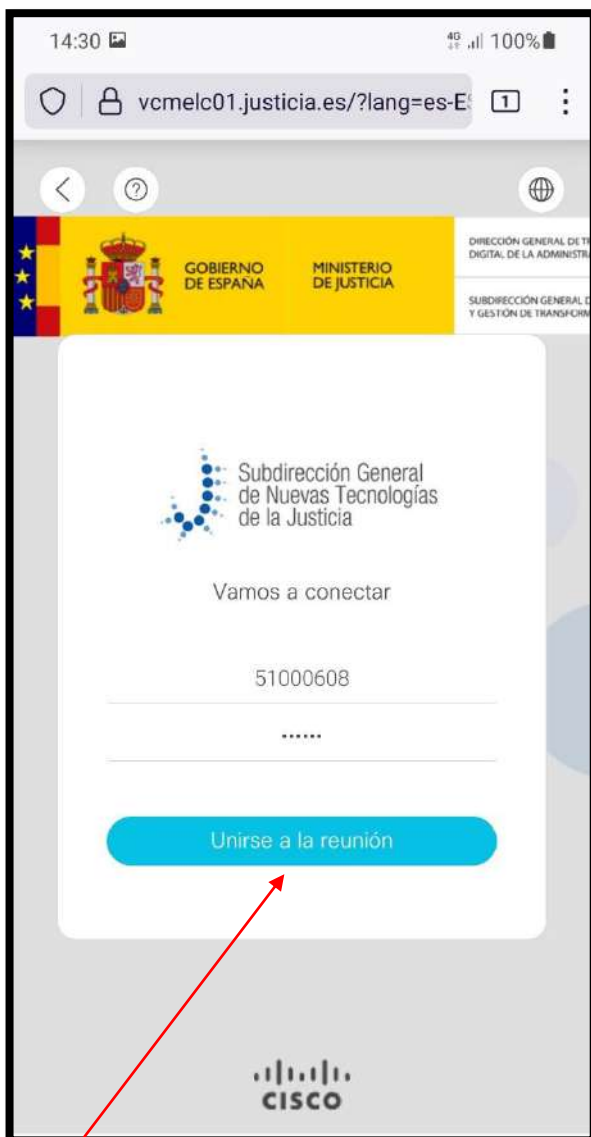 14:30
4G 100%
vcmelc01.justicia.es/?lang=es-E
1
GOBIERNO
DE ESPAÑA
MINISTERIO
DE JUSTICIA
DIRECCIÓN GENERAL DE
DIGITAL DE LA
SUBDIRECCIÓN GENERAL
Y GESTIÓN DE
Subdirección General
de Nuevas Tecnologías
de la Justicia
Vamos a conectar
51000608
••••••
Unirse a la reunión
CISCO